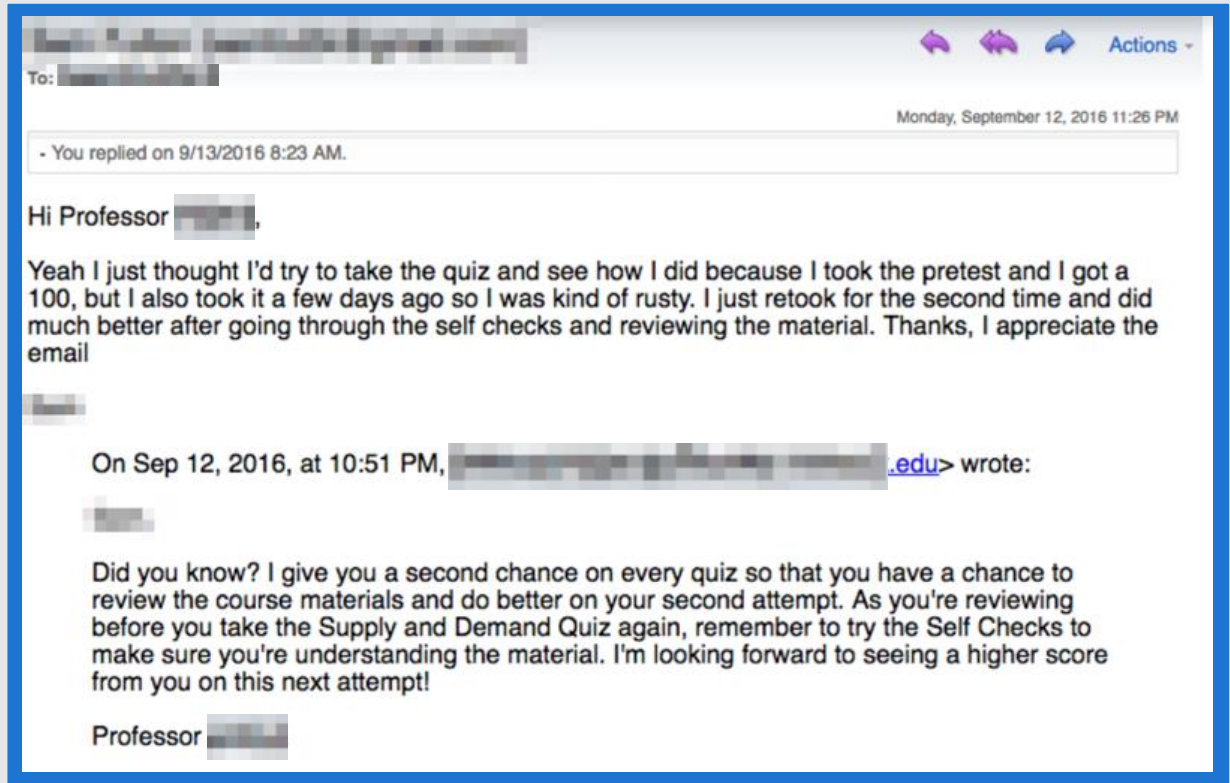 Actions
To:
Monday, September 12, 2016 11:26 PM
- You replied on 9/13/2016 8:23 AM.
Hi Professor ,
Yeah I just thought I'd try to take the quiz and see how I did because I took the pretest and I got a
100, but I also took it a few days ago so I was kind of rusty. I just retook for the second time and did
much better after going through the self checks and reviewing the material. Thanks, I appreciate the
email
On Sep 12, 2016, at 10:51 PM, .edu> wrote:
Did you know? I give you a second chance on every quiz so that you have a chance to
review the course materials and do better on your second attempt. As you're reviewing
before you take the Supply and Demand Quiz again, remember to try the Self Checks to
make sure you're understanding the material. I'm looking forward to seeing a higher score
from you on this next attempt!
Professor